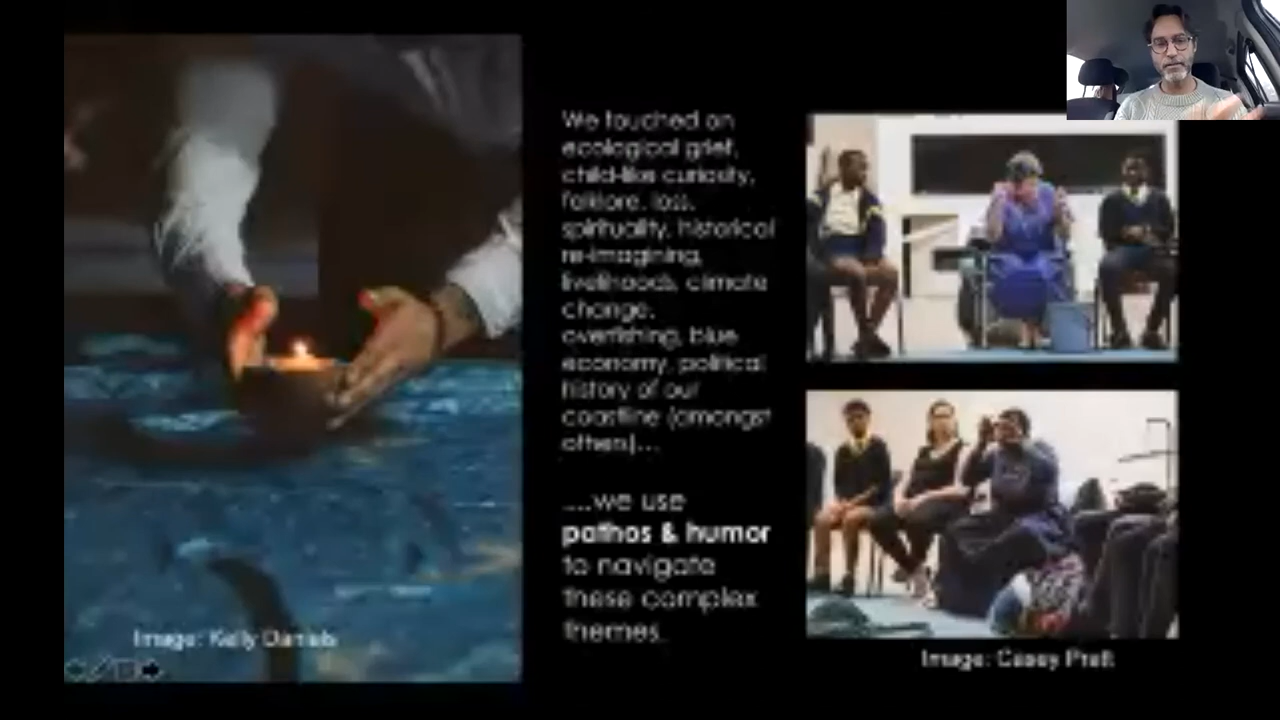 We touched on
ecological grief,
child-like curiosity,
folklore, loss,
spirituality, historical
re-imagining,
livelihoods, climate
change,
overfishing, blue
economy, political
history of our
coastline (amongst
others)...
....we use
pathos & humor
to navigate
these complex
themes.
Image: Kelly Daniels
Image: Casey Pratt